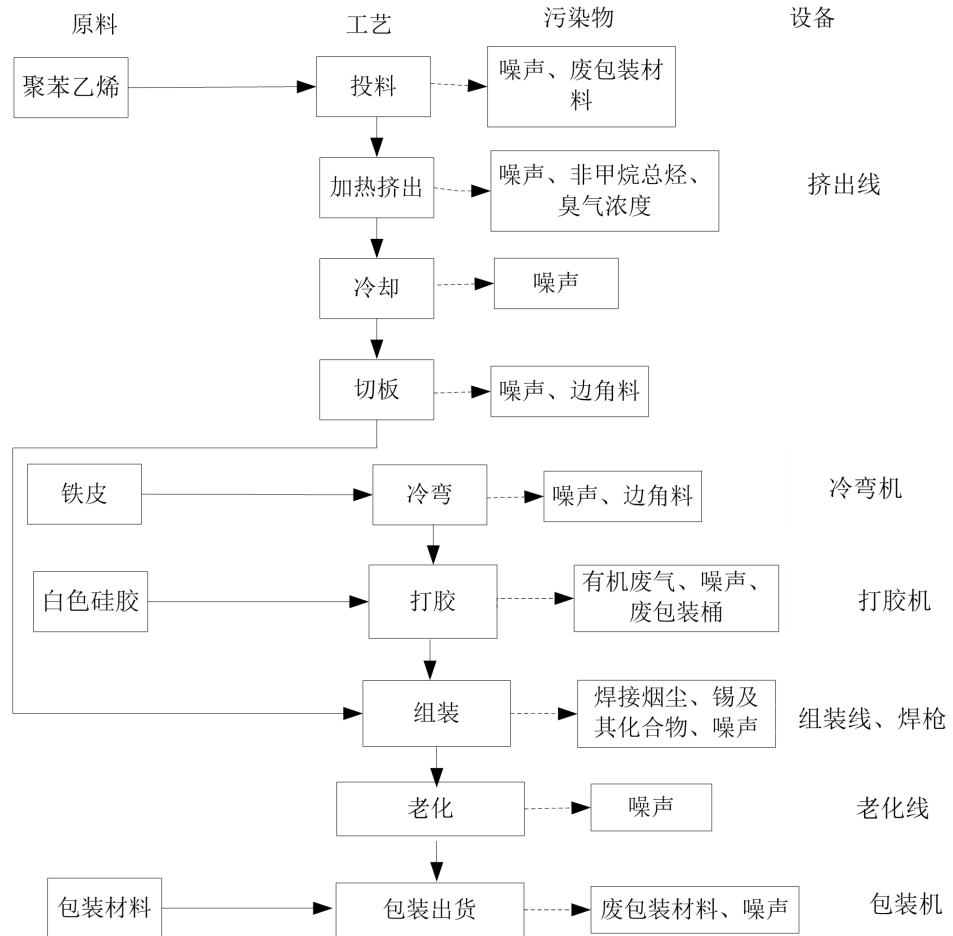 原料 工艺 污染物 设备
聚苯乙烯 投料 噪声、废包装材
料
加热挤出 噪声、非甲烷总烃、
臭气浓度
挤出线
冷却 噪声
切板 噪声、边角料
铁皮 冷弯 噪声、边角料 冷弯机
白色硅胶 打胶 有机废气、噪声、
废包装桶
打胶机
组装 焊接烟尘、锡及
其化合物、噪声
组装线、焊枪
老化 噪声 老化线
包装材料 包装出货 废包装材料、噪声 包装机